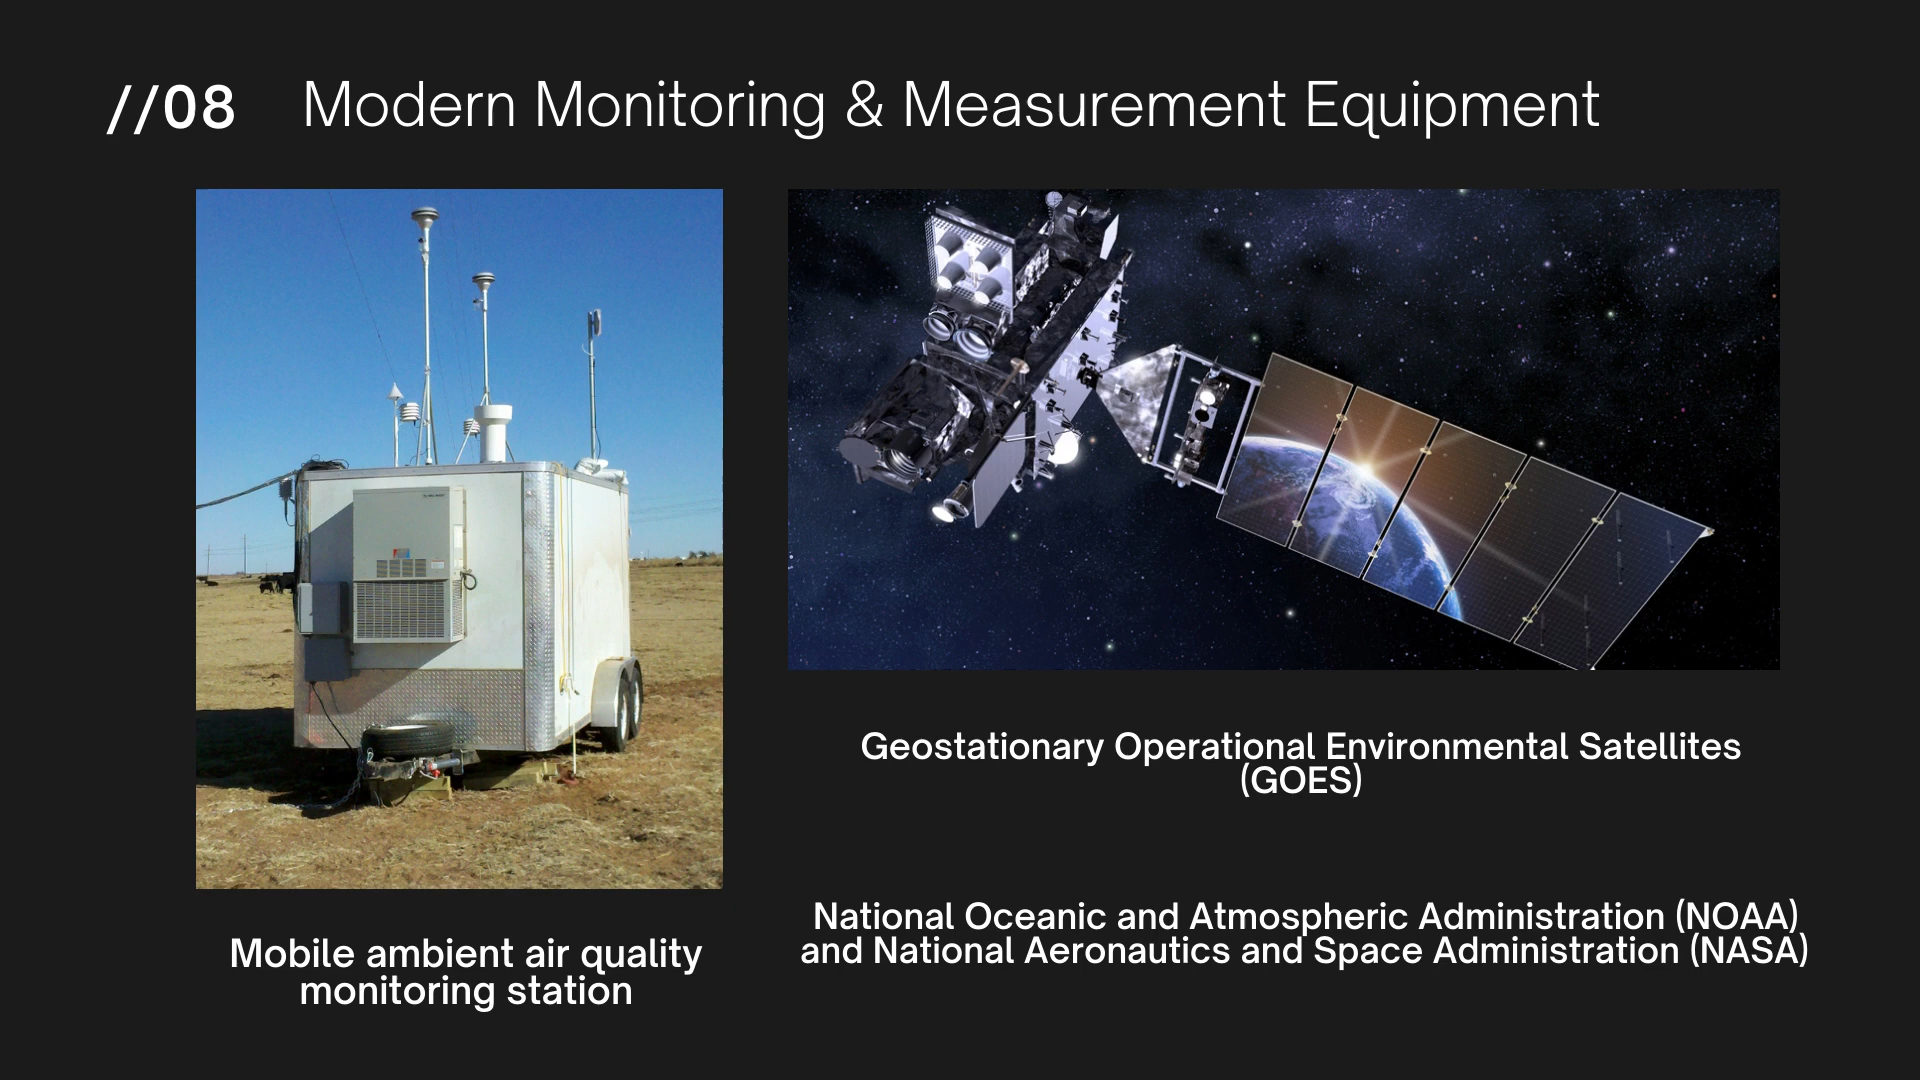 //08
Modern Monitoring & Measurement Equipment
Geostationary Operational Environmental Satellites
(GOES)
National Oceanic and Atmospheric Administration (NOAA)
and National Aeronautics and Space Administration (NASA)
Mobile ambient air quality
monitoring station